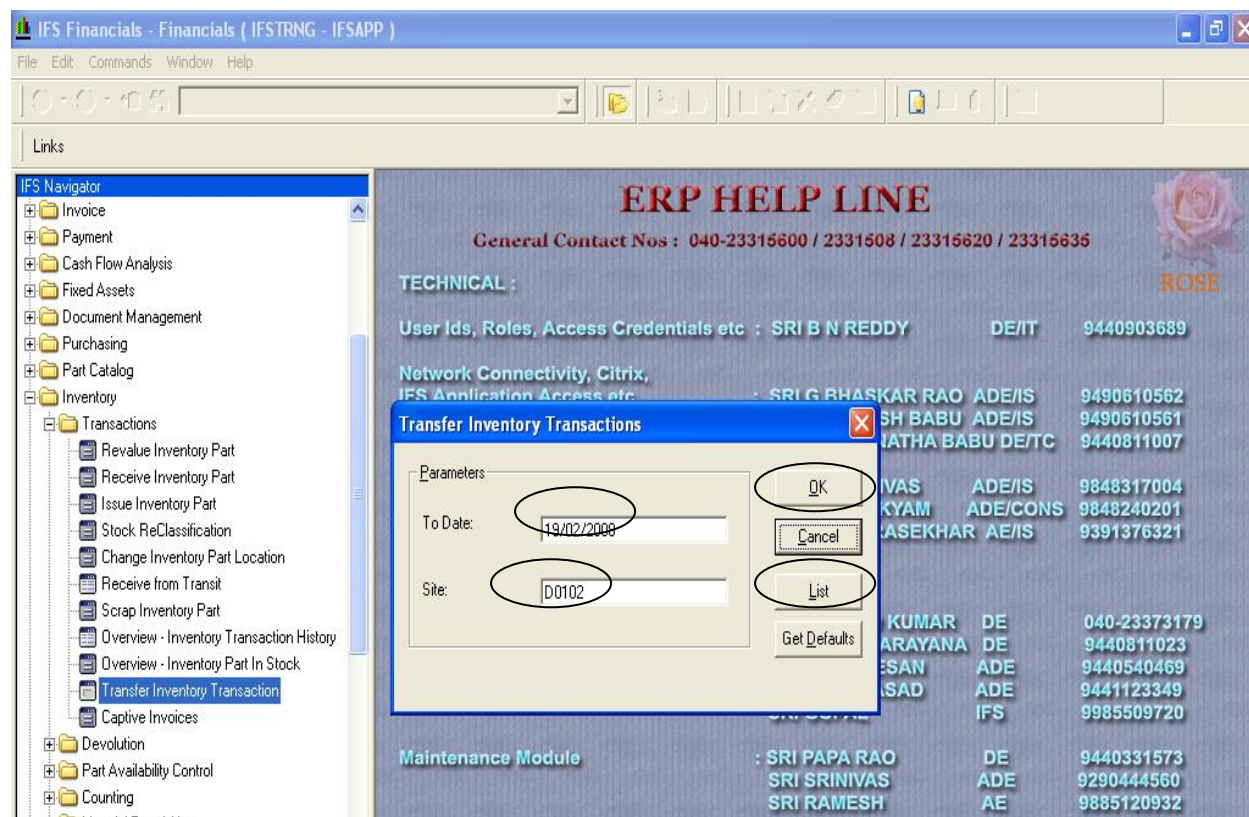 IFS Financials - Financials ( IFSTRNG - IFSAPP )
File Edit Commands Window Help
Links
IFS Navigator
Invoice
Payment
Cash Flow Analysis
Fixed Assets
Document Management
Purchasing
Part Catalog
Inventory
Transactions
Revalue Inventory Part
Receive Inventory Part
Issue Inventory Part
Stock ReClassification
Change Inventory Part Location
Receive from Transit
Scrap Inventory Part
Overview - Inventory Transaction History
Overview - Inventory Part In Stock
Transfer Inventory Transaction
Captive Invoices
Devolution
Part Availability Control
Counting
ERP HELP LINE
General Contact Nos : 040-23315600 / 2331508 / 23315620 / 23315635
ROSE
TECHNICAL :
User Ids, Roles, Access Credentials etc : SRI B N REDDY DE/IT 9440903689
Network Connectivity, Citrix,
IFS Application Access etc : SRI G BHASKAR RAO ADE/IS 9490610562
SH BABU ADE/IS 9490610561
NATHA BABU DE/TC 9440811007
VAS ADE/IS 9848317004
KYAM ADE/CONS 9848240201
ASEKHAR AE/IS 9391376321
KUMAR DE 040-23373179
ARAYANA DE 9440811023
ESAN ADE 9440540469
ASAD ADE 9441123349
IFS 9985509720
Maintenance Module : SRI PAPA RAO DE 9440331573
SRI SRINIVAS ADE 9290444560
SRI RAMESH AE 9885120932
Transfer Inventory Transactions
Parameters
To Date: 19/02/2008
Site: D0102
OK
Cancel
List
Get Defaults